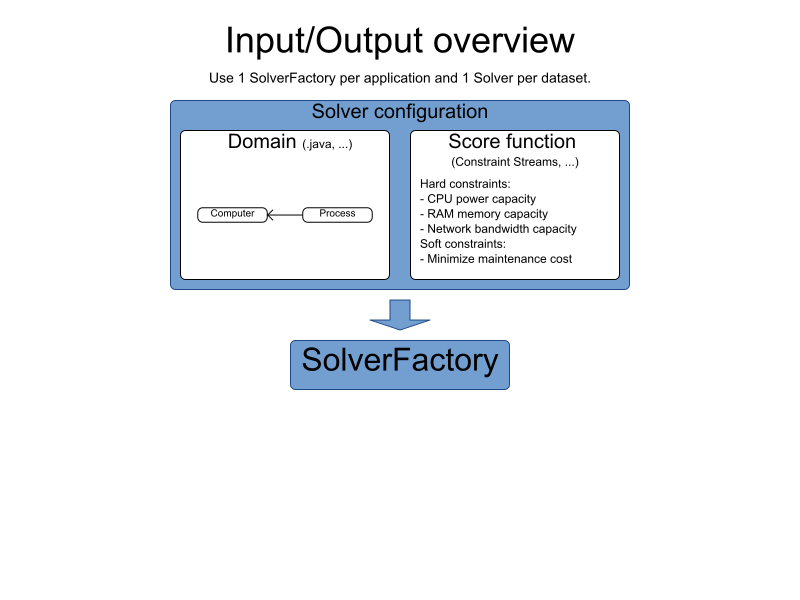 Input/Output overview
Use 1 SolverFactory per application and 1 Solver per dataset.
Solver configuration
Domain (.java, ...)
Computer
Process
Score function
(Constraint Streams, ...)
Hard constraints:
- CPU power capacity
- RAM memory capacity
- Network bandwidth capacity
Soft constraints:
- Minimize maintenance cost
SolverFactory